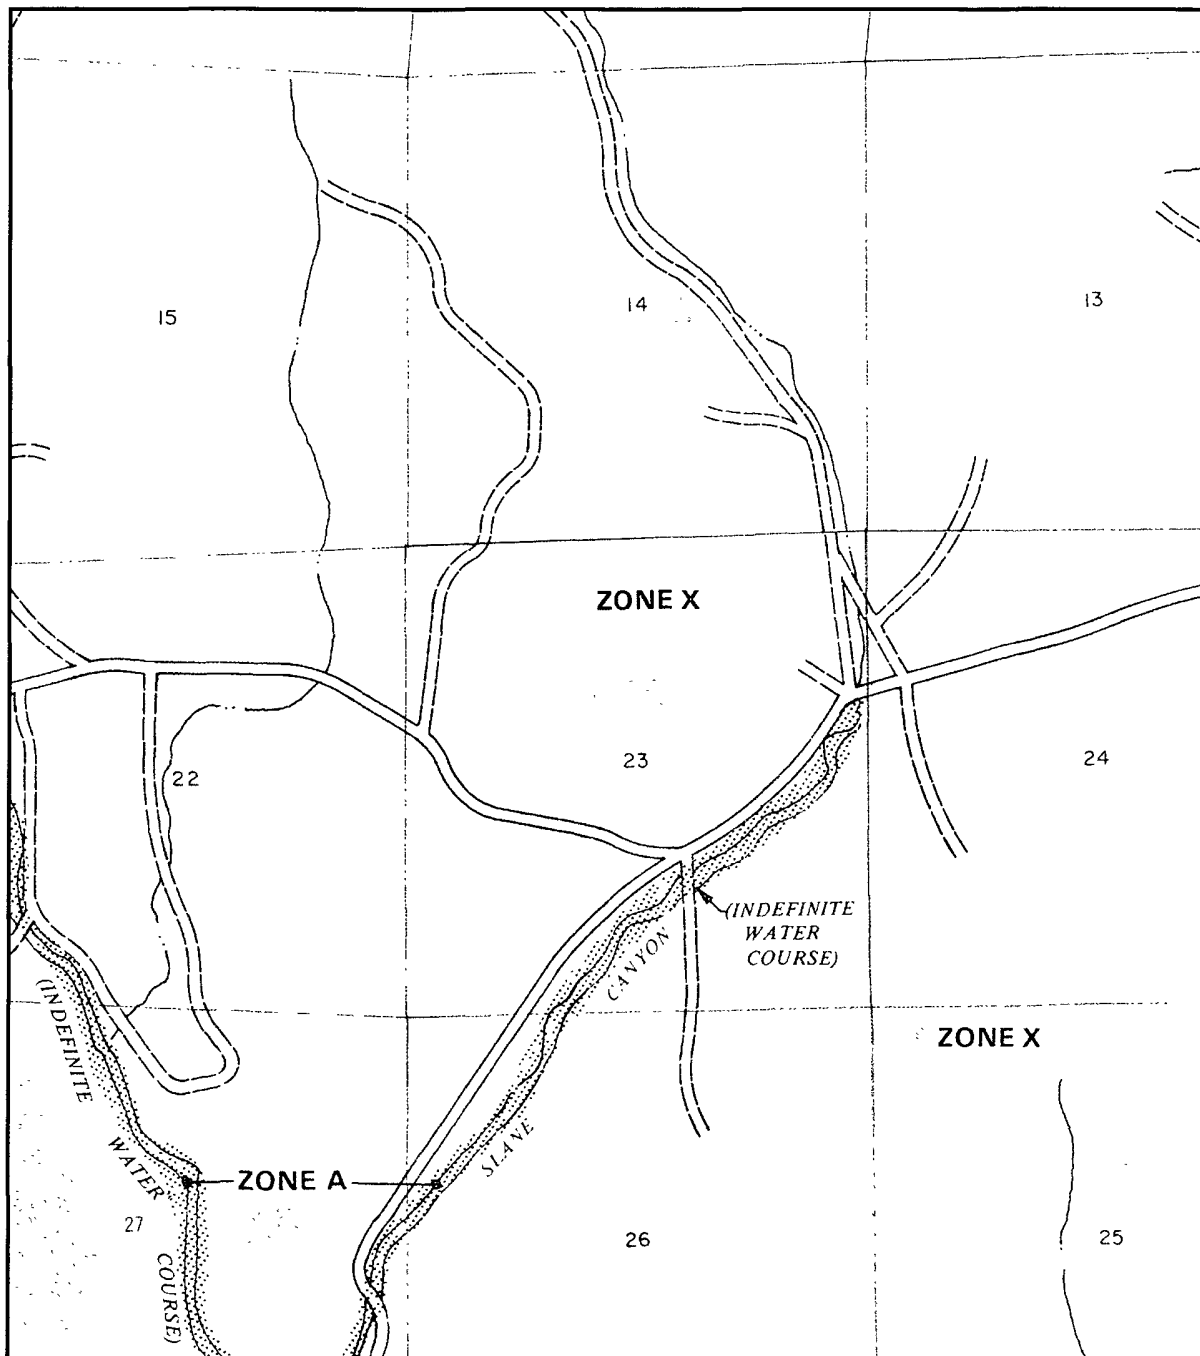 15
14
13
ZONE X
22
23
24
(INDEFINITE
WATER
COURSE)
SLANE CANYON
ZONE X
(INDEFINITE WATER COURSE)
ZONE A
27
26
25